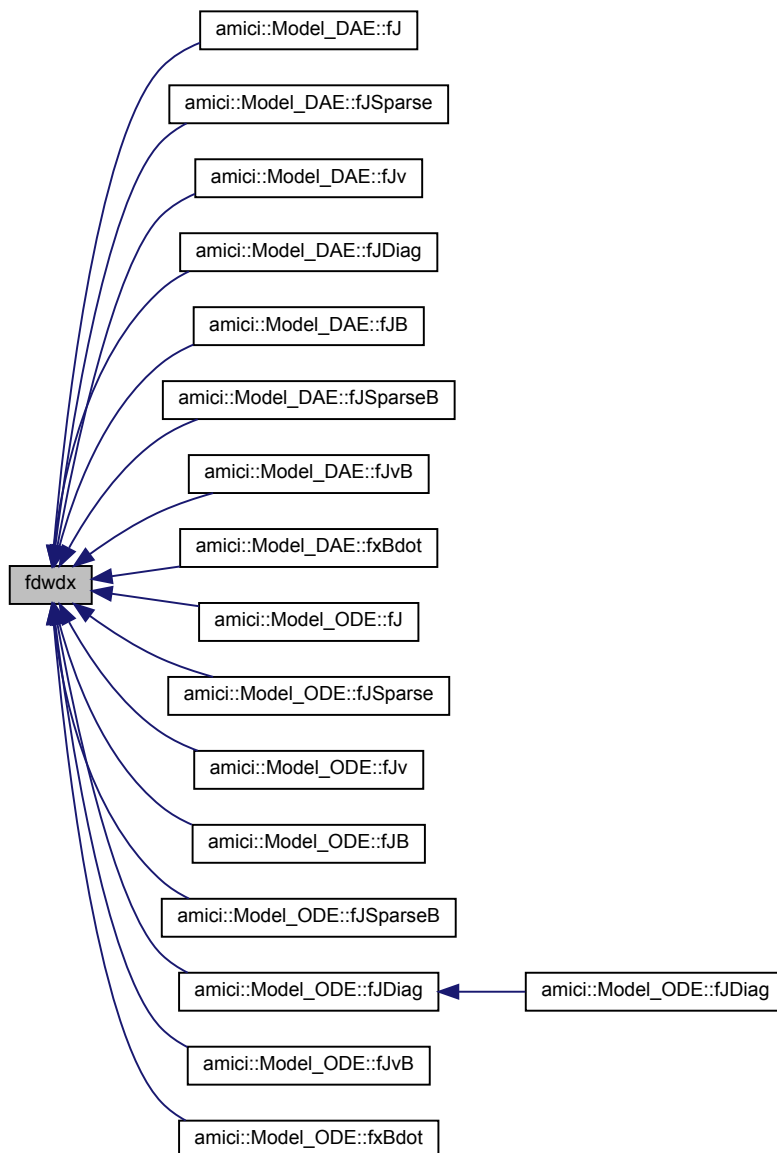 amici::Model_DAE::fJ
amici::Model_DAE::fJSparse
amici::Model_DAE::fJv
amici::Model_DAE::fJDiag
amici::Model_DAE::fJB
amici::Model_DAE::fJSparseB
amici::Model_DAE::fJvB
amici::Model_DAE::fxBdot
fdwdx
amici::Model_ODE::fJ
amici::Model_ODE::fJSparse
amici::Model_ODE::fJv
amici::Model_ODE::fJB
amici::Model_ODE::fJSparseB
amici::Model_ODE::fJDiag
amici::Model_ODE::fJDiag
amici::Model_ODE::fJvB
amici::Model_ODE::fxBdot